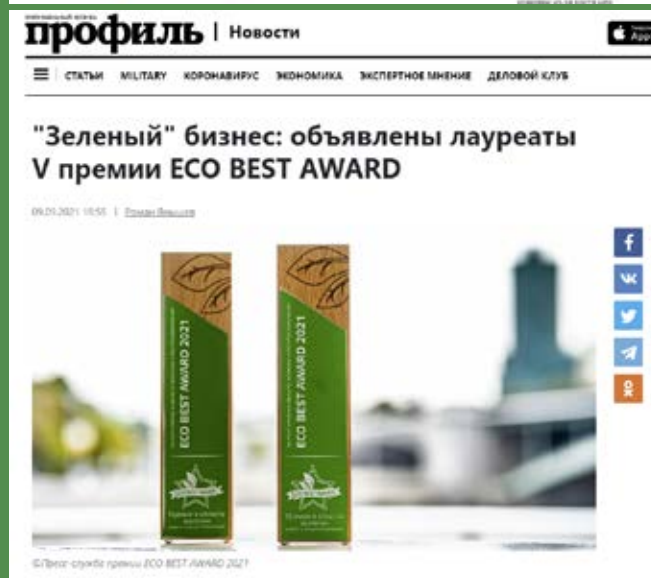 профиль | Новости
App
СТАТЬИ MILITARY КОРОНАВИРУС ЭКОНОМИКА ЭКСПЕРТНОЕ МНЕНИЕ ДЕЛОВОЙ КЛУБ
"Зеленый" бизнес: объявлены лауреаты
V премии ECO BEST AWARD
ECO BEST AWARD 2021
ECO BEST AWARD 2021
©Пресс-служба премии ECO BEST AWARD 2021